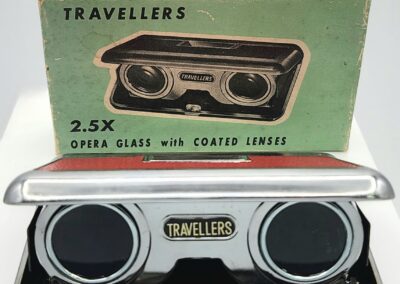 TRAVELLERS
TRAVELLERS
2.5X
OPERA GLASS with COATED LENSES
TRAVELLERS